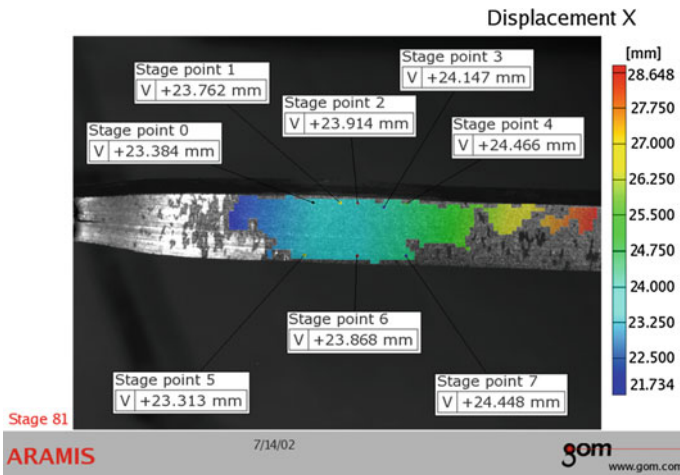 Displacement X
[mm]
28.648
27.750
27.000
26.250
25.500
24.750
24.000
23.250
22.500
21.734
Stage point 1
V +23.762 mm
Stage point 3
V +24.147 mm
Stage point 2
V +23.914 mm
Stage point 0
V +23.384 mm
Stage point 4
V +24.466 mm
Stage point 6
V +23.868 mm
Stage point 5
V +23.313 mm
Stage point 7
V +24.448 mm
Stage 81
ARAMIS
7/14/02
gom
www.gom.com